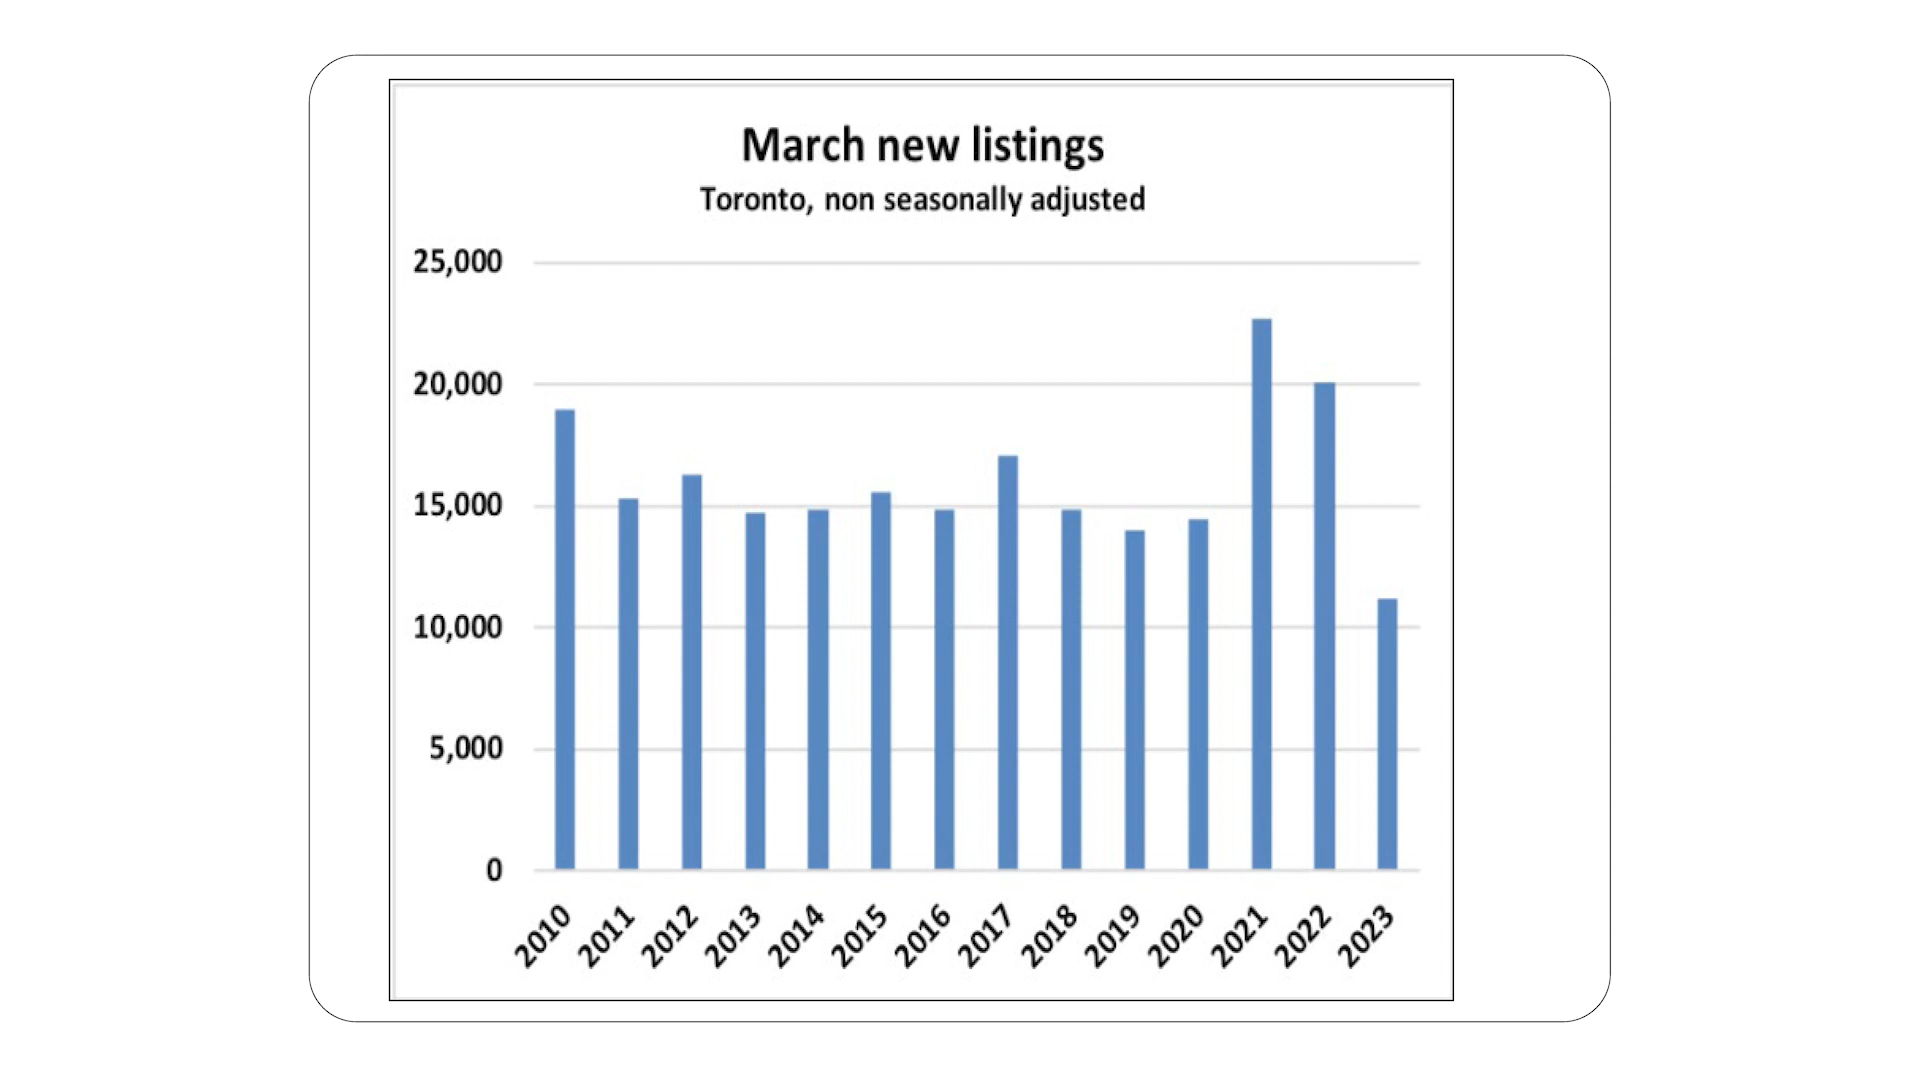 March new listings
Toronto, non seasonally adjusted
25,000
20,000
15,000
10,000
5,000
0
2010 2011 2012 2013 2014 2015 2016 2017 2018 2019 2020 2021 2022 2023